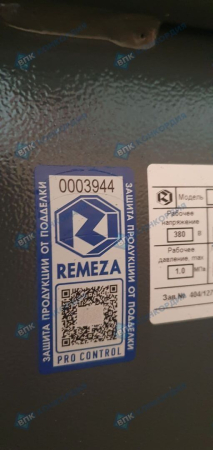 0003944
ЗАЩИТА ПРОДУКЦИИ ОТ ПОДДЕЛКИ
REMEZA
ЗАЩИТА ПРОДУКЦИИ ОТ ПОДДЕЛКИ
PRO CONTROL
Модель
Рабочее
напряжение
380 В
Рабочее
давление, max
1.0 МПа
Зав.№